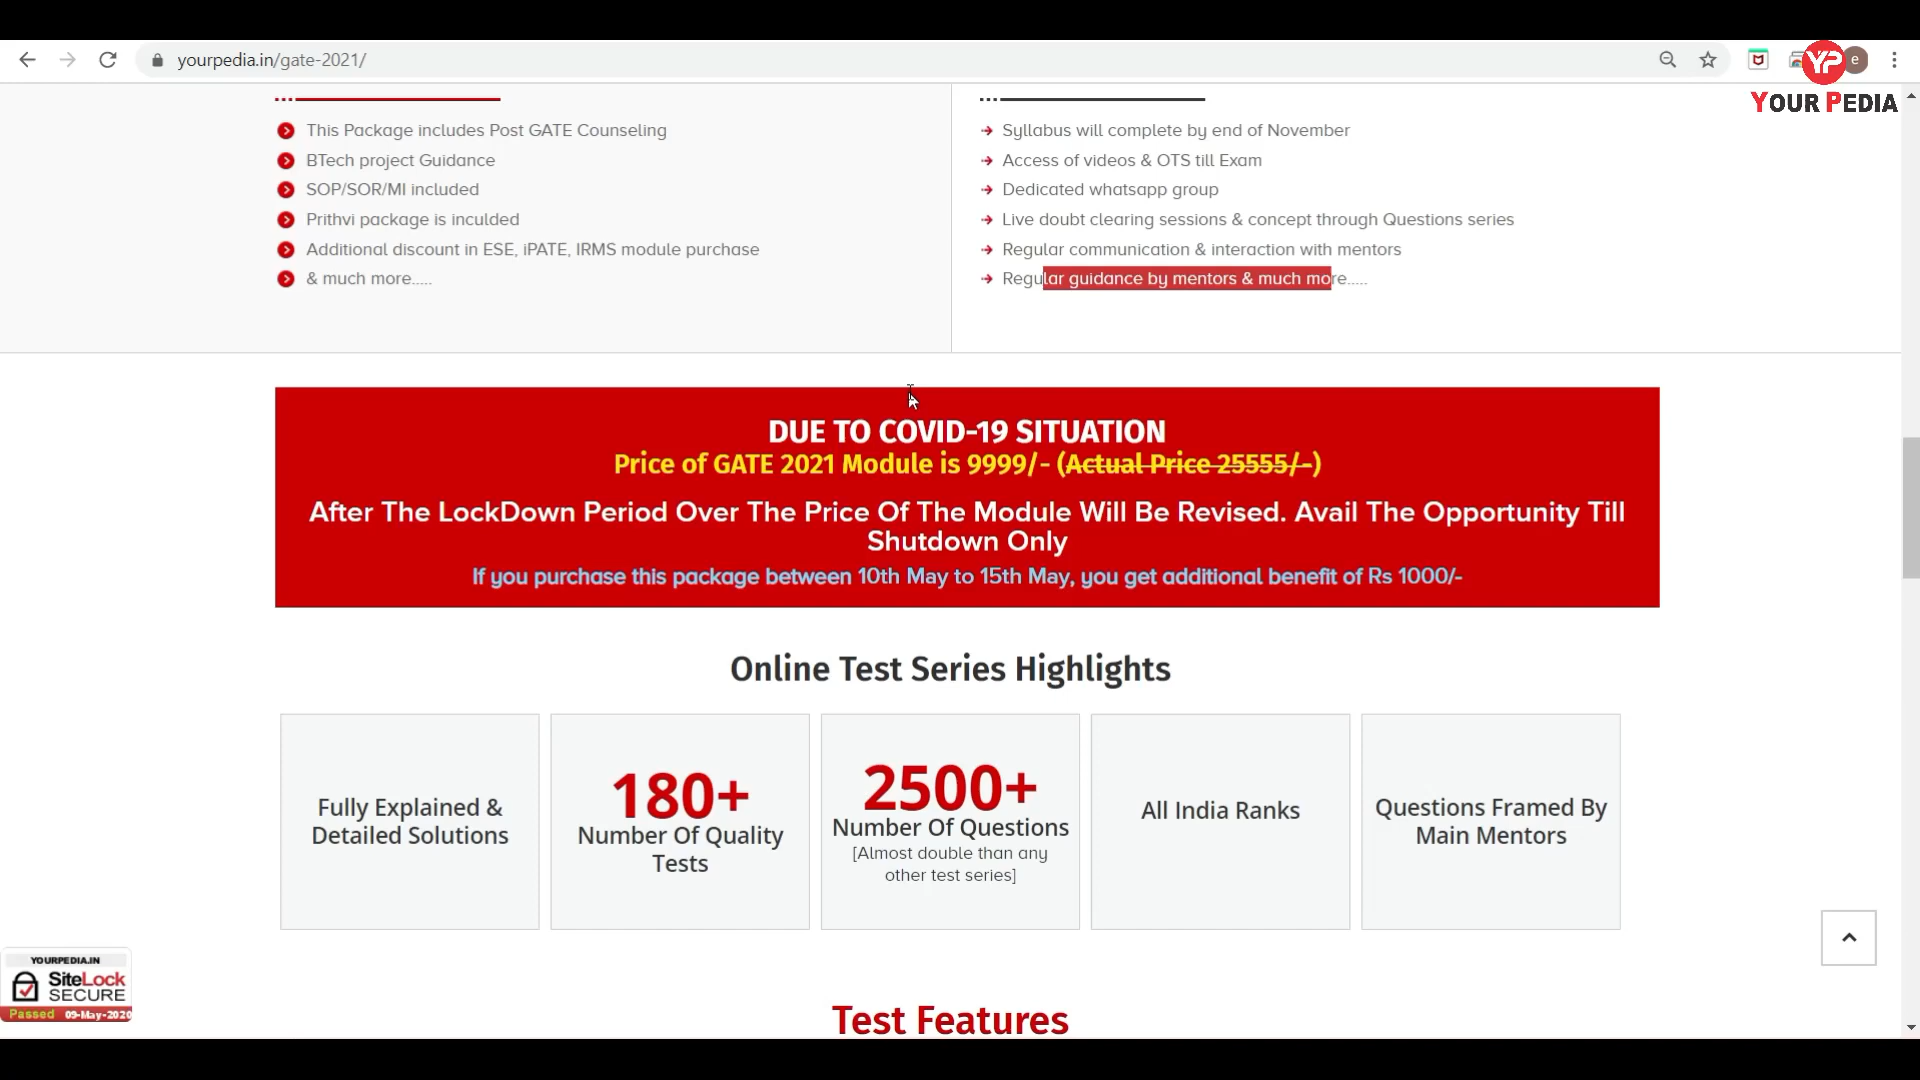 yourpedia.in/gate-2021/
YP
e
YOUR PEDIA
This Package includes Post GATE Counseling
BTech project Guidance
SOP/SOR/MI included
Prithvi package is inculded
Additional discount in ESE, iPATE, IRMS module purchase
& much more.....
Syllabus will complete by end of November
Access of videos & OTS till Exam
Dedicated whatsapp group
Live doubt clearing sessions & concept through Questions series
Regular communication & interaction with mentors
Regular guidance by mentors & much more.....
DUE TO COVID-19 SITUATION
Price of GATE 2021 Module is 9999/- (Actual Price 25555/-)
After The LockDown Period Over The Price Of The Module Will Be Revised. Avail The Opportunity Till
Shutdown Only
If you purchase this package between 10th May to 15th May, you get additional benefit of Rs 1000/-
Online Test Series Highlights
Fully Explained &
Detailed Solutions
180+
Number Of Quality
Tests
2500+
Number Of Questions
[Almost double than any
other test series]
All India Ranks
Questions Framed By
Main Mentors
YOURPEDIA.IN
SiteLock
SECURE
Passed 09-May-2020
Test Features